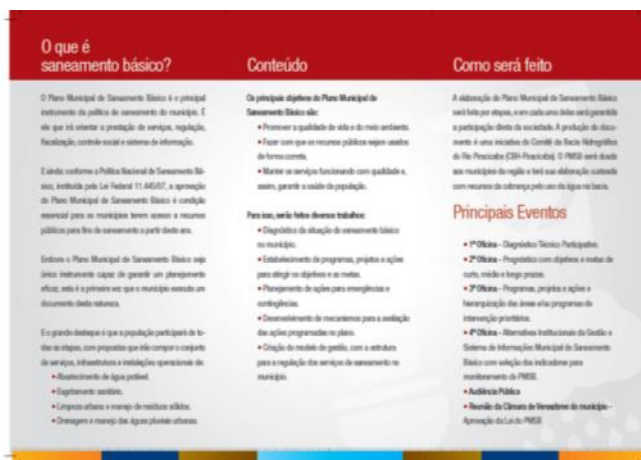 O que é
saneamento básico?
O Plano Municipal de Saneamento Básico é o principal
instrumento da política de saneamento do município. É
ele que irá orientar a prestação de serviços, regulação,
fiscalização, controle social e sistema de informação.
E ainda: conforme a Política Nacional de Saneamento Bá-
sico, instituída pela Lei Federal 11.445/07, a aprovação
do Plano Municipal de Saneamento Básico é condição
essencial para os municípios terem acesso a recursos
públicos para fins de saneamento a partir deste ano.
Embora o Plano Municipal de Saneamento Básico seja
único instrumento capaz de garantir um planejamento
eficaz, esta é a primeira vez que o município executa um
documento desta natureza.
E o grande destaque é que a população participará de to-
das as etapas, com propostas que irão compor o conjunto
de serviços, infraestrutura e instalações operacionais de:
• Abastecimento de água potável.
• Esgotamento sanitário.
• Limpeza urbana e manejo de resíduos sólidos.
• Drenagem e manejo das águas pluviais urbanas.
Conteúdo
Os principais objetivos do Plano Municipal de
Saneamento Básico são:
• Promover a qualidade de vida e do meio ambiente.
• Fazer com que os recursos públicos sejam usados
de forma correta.
• Manter os serviços funcionando com qualidade e,
assim, garantir a saúde da população.
Para isso, serão feitos diversos trabalhos:
• Diagnóstico da situação do saneamento básico
no município.
• Estabelecimento de programas, projetos e ações
para atingir os objetivos e as metas.
• Planejamento de ações para emergências e
contingências.
• Desenvolvimento de mecanismos para a avaliação
das ações programadas no plano.
• Criação do modelo de gestão, com a estrutura
para a regulação dos serviços de saneamento no
município.
Como será feito
A elaboração do Plano Municipal de Saneamento Básico
será feita por etapas, e em cada uma delas será garantida
a participação direta da sociedade. A produção do docu-
mento é uma iniciativa do Comitê da Bacia Hidrográfica
do Rio Piracicaba (CBH-Piracicaba). O PMSB será doado
aos municípios da região e terá sua elaboração custeada
com recursos da cobrança pelo uso da água na bacia.
Principais Eventos
• 1ª Oficina – Diagnóstico Técnico Participativo.
• 2ª Oficina – Prognóstico com objetivos e metas de
curto, médio e longo prazos.
• 3ª Oficina – Programas, projetos e ações e
hierarquização das áreas e/ou programas de
intervenção prioritários.
• 4ª Oficina – Alternativas Institucionais da Gestão e
Sistema de Informações Municipal de Saneamento
Básico com seleção dos indicadores para
monitoramento do PMSB.
• Audiência Pública
• Reunião da Câmara de Vereadores do município –
Aprovação da Lei do PMSB